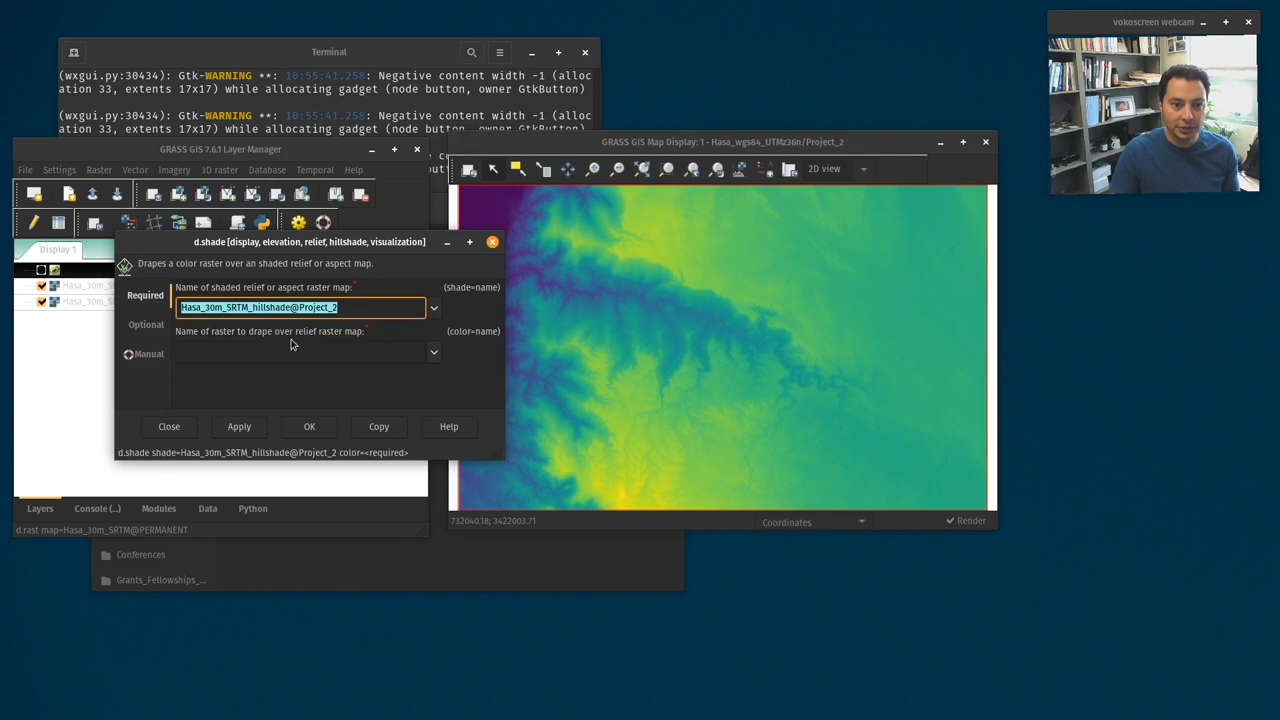 vokoscreen webcam
Terminal
(wxgui.py:30434): Gtk-WARNING **: 10:55:41.258: Negative content width -1 (alloc
ation 33, extents 17x17) while allocating gadget (node button, owner GtkButton)
(wxgui.py:30434): Gtk-WARNING **: 10:55:41.258: Negative content width -1 (alloc
ation 33, extents 17x17) while allocating gadget (node button, owner GtkButton)
GRASS GIS 7.6.1 Layer Manager
File Settings Raster Vector Imagery 3D raster Database Temporal Help
Display 1
Hasa_30m_S
Hasa_30m_S
GRASS GIS Map Display: 1 - Hasa_wgs84_UTMz36n/Project_2
2D view
d.shade [display, elevation, relief, hillshade, visualization]
Drapes a color raster over an shaded relief or aspect map.
Required
Optional
Manual
Name of shaded relief or aspect raster map:* (shade=name)
Hasa_30m_SRTM_hillshade@Project_2
Name of raster to drape over relief raster map:* (color=name)
Close Apply OK Copy Help
d.shade shade=Hasa_30m_SRTM_hillshade@Project_2 color=<required>
Layers Console (...) Modules Data Python
d.rast map=Hasa_30m_SRTM@PERMANENT
732040.18; 3422003.71
Coordinates
Render
Conferences
Grants_Fellowships_...